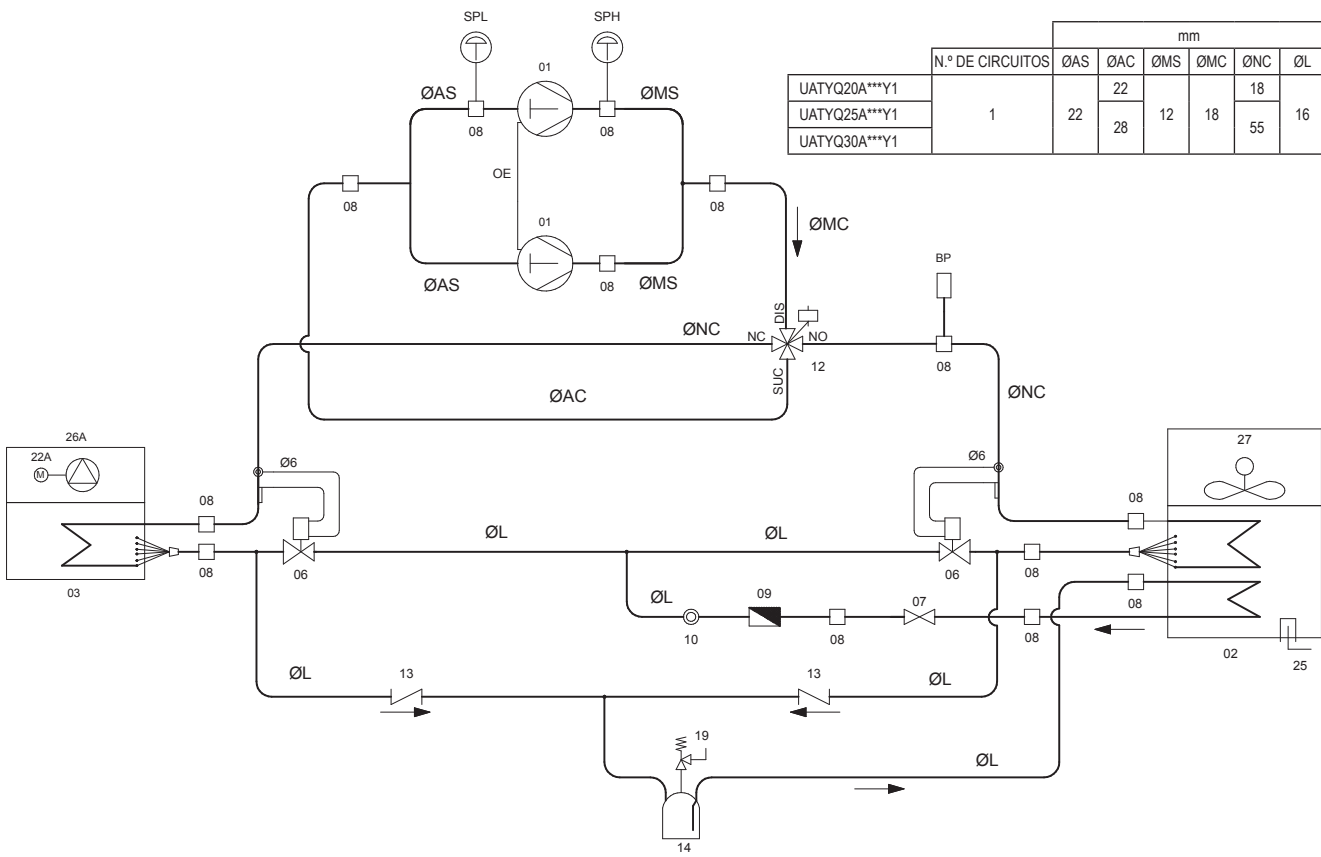 SPL SPH
mm
01
N.º DE CIRCUITOS ØAS ØAC ØMS ØMC ØNC ØL
UATYQ20A***Y1 22 18
UATYQ25A***Y1 1 22 28 12 18 55 16
UATYQ30A***Y1
ØAS ØMS
08 08
OE
08 08
01
ØMC
ØAS 08 ØMS
BP
DIS
ØNC NC NO
12 08
SUC
ØAC ØNC
26A
22A
M
Ø6 Ø6
27
08 08
ØL ØL
08 06 06 08
03
ØL 09 07 08
10 08 08
02 25
ØL 13 13 ØL
19
ØL
14